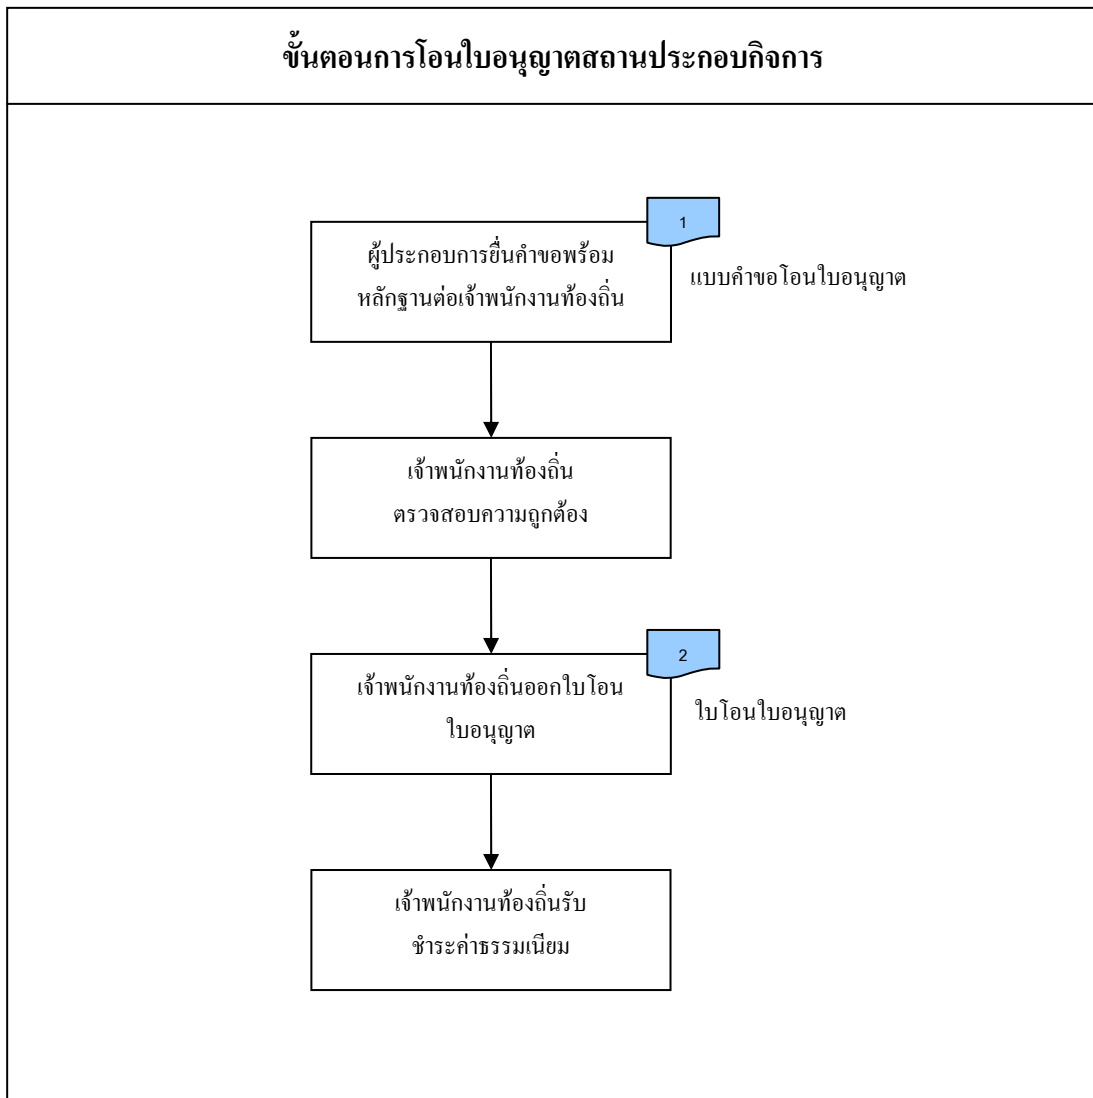 ขั้นตอนการโอนใบอนุญาตสถานประกอบกิจการ
1
ผู้ประกอบการยื่นคำขอพร้อม
หลักฐานต่อเจ้าพนักงานท้องถิ่น
แบบคำขอโอนใบอนุญาต
เจ้าพนักงานท้องถิ่น
ตรวจสอบความถูกต้อง
2
เจ้าพนักงานท้องถิ่นออกใบโอน
ใบอนุญาต
ใบโอนใบอนุญาต
เจ้าพนักงานท้องถิ่นรับ
ชำระค่าธรรมเนียม